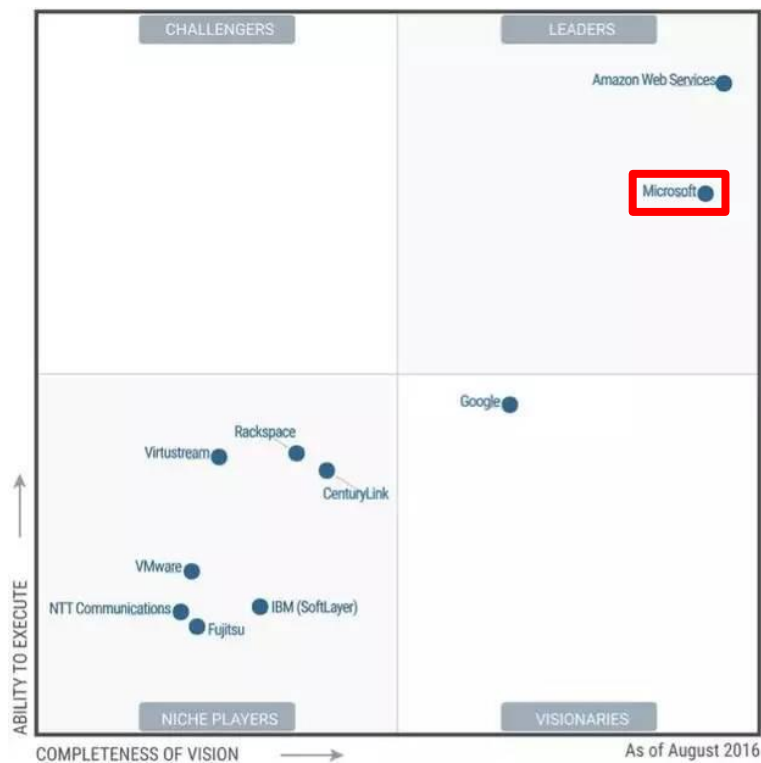 CHALLENGERS
LEADERS
Amazon Web Services
Microsoft
Google
Rackspace
Virtustream
CenturyLink
VMware
NTT Communications
IBM (SoftLayer)
Fujitsu
ABILITY TO EXECUTE
NICHE PLAYERS
VISIONARIES
COMPLETENESS OF VISION
As of August 2016